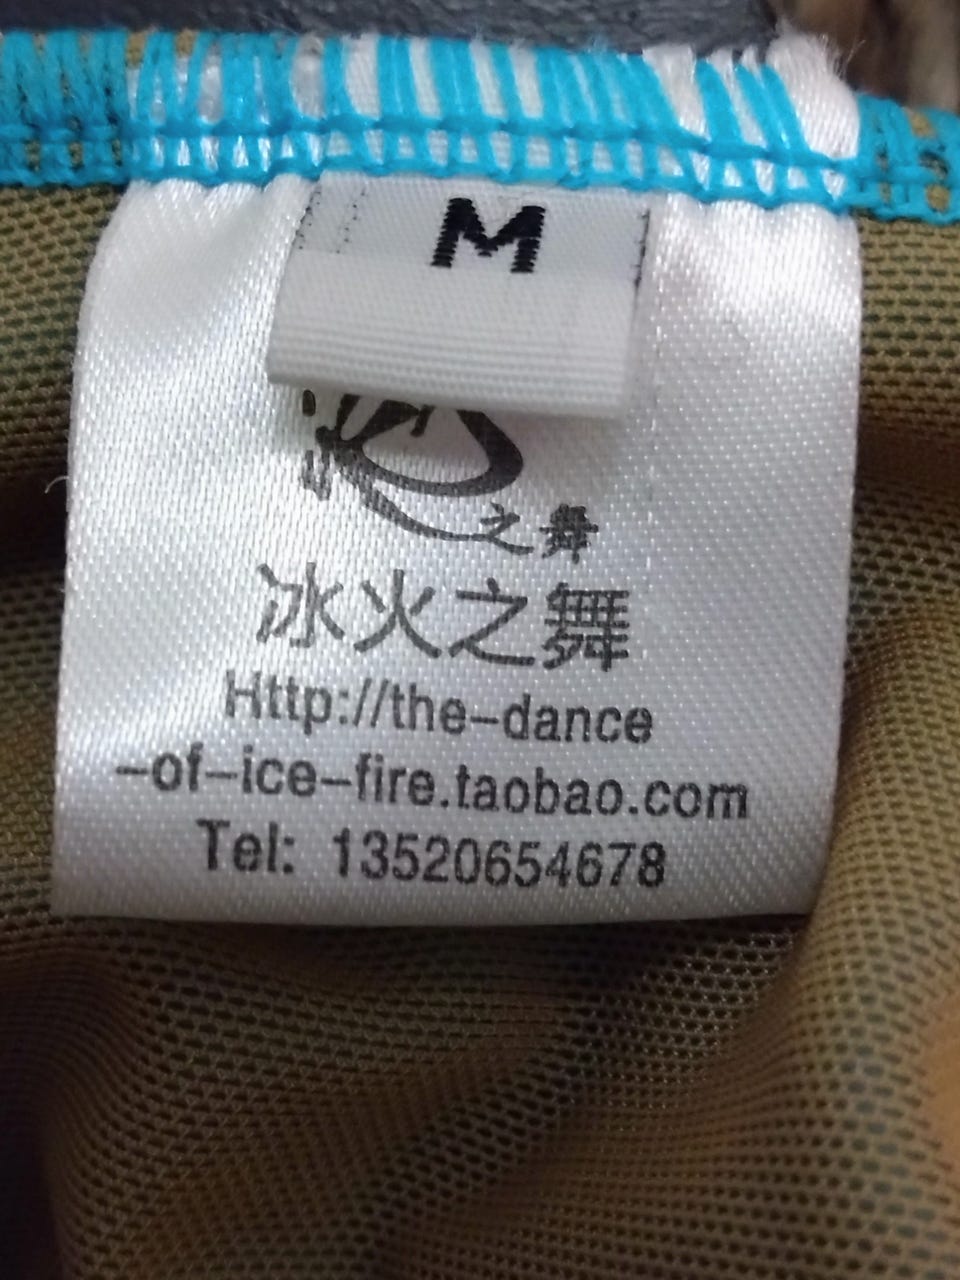 M
之舞
冰火之舞
Http://the-dance
-of-ice-fire.taobao.com
Tel: 13520654678